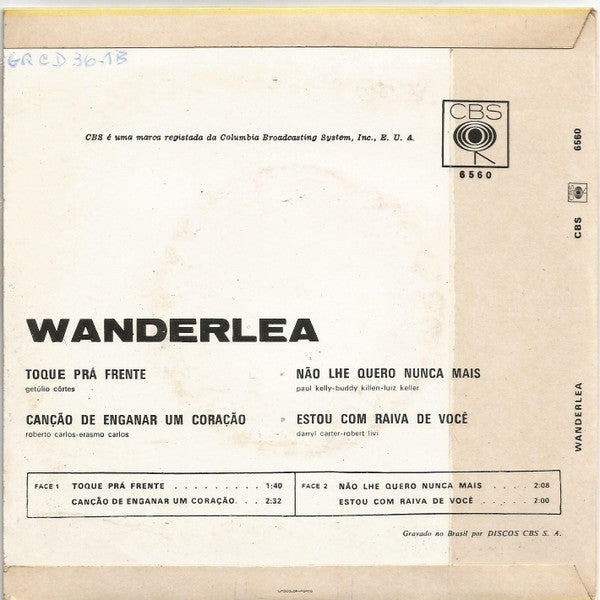 GRCD 36-1B
CBS é uma marca registada da Columbia Broadcasting System, Inc., E. U. A.
CBS
6560
6560
CBS
CBS
WANDERLEA
WANDERLEA
TOQUE PRÁ FRENTE
getúlio côrtes
NÃO LHE QUERO NUNCA MAIS
paul kelly-buddy killen-luiz keller
CANÇÃO DE ENGANAR UM CORAÇÃO
roberto carlos-erasmo carlos
ESTOU COM RAIVA DE VOCÊ
darryl carter-robert livi
FACE 1 TOQUE PRÁ FRENTE . . . . . . . . . 1:40
CANÇÃO DE ENGANAR UM CORAÇÃO. . . 2:32
FACE 2 NÃO LHE QUERO NUNCA MAIS . . . . . 2:08
ESTOU COM RAIVA DE VOCÊ . . . . . 2:00
Gravado no Brasil por DISCOS CBS S. A.